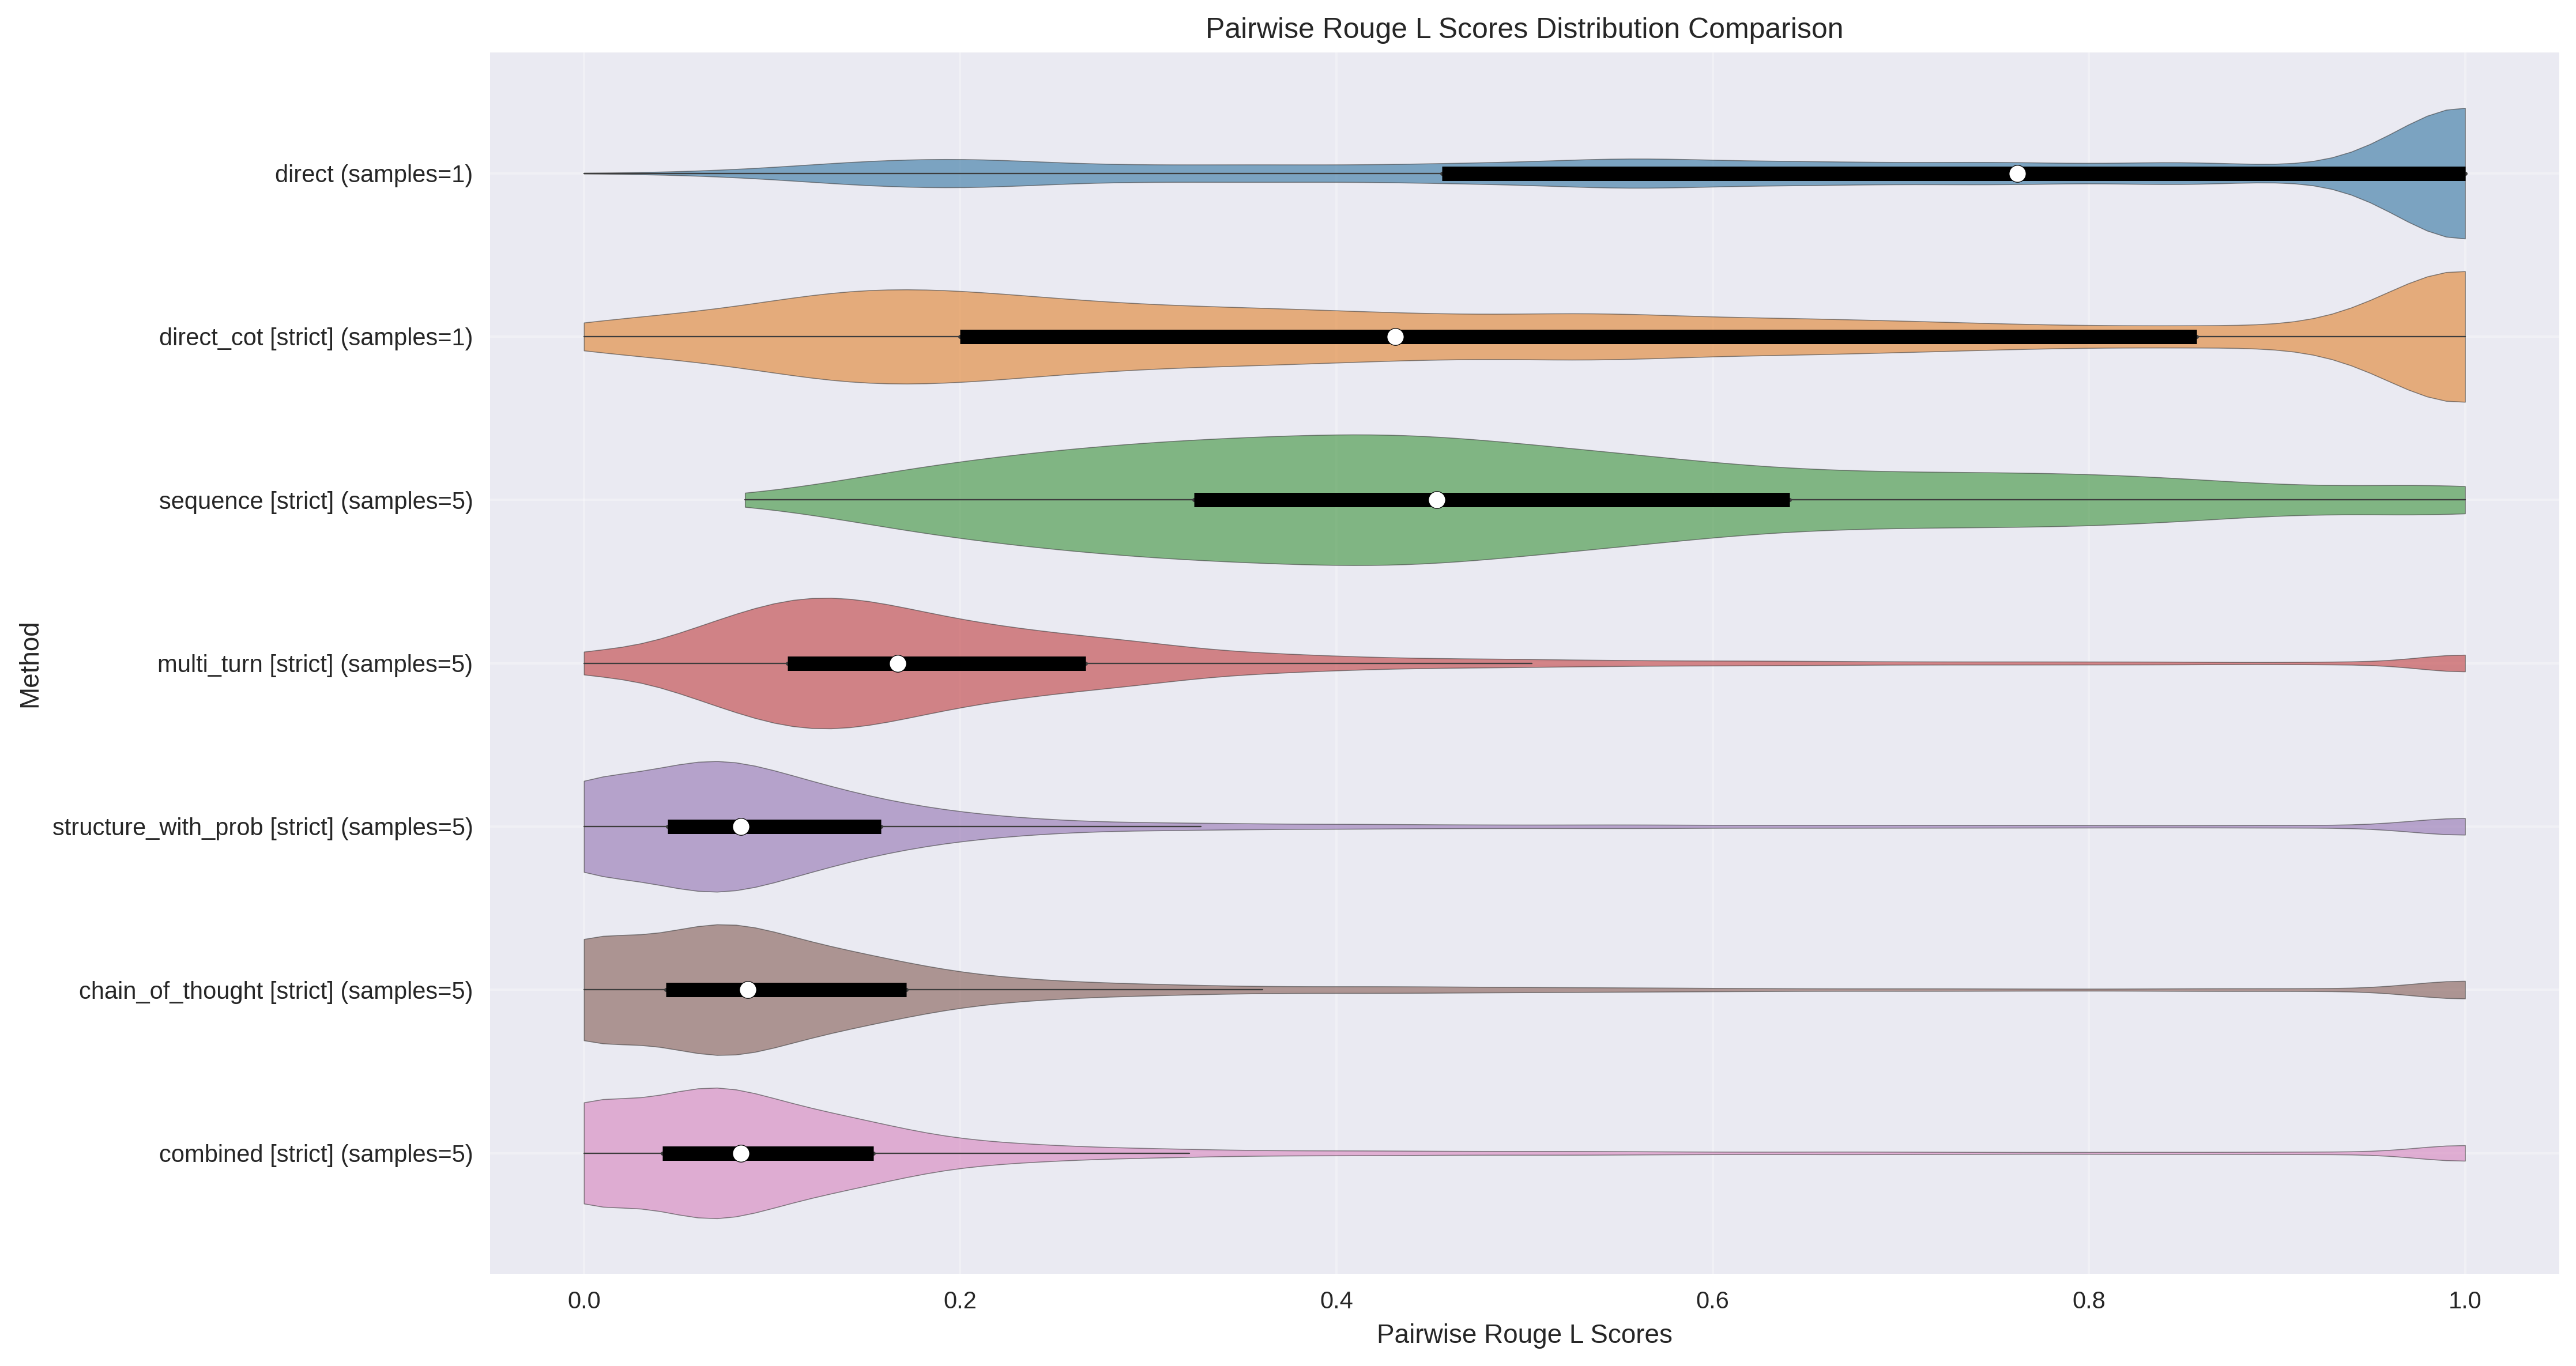 Pairwise Rouge L Scores Distribution Comparison
direct (samples=1)
direct_cot [strict] (samples=1)
sequence [strict] (samples=5)
multi_turn [strict] (samples=5)
structure_with_prob [strict] (samples=5)
chain_of_thought [strict] (samples=5)
combined [strict] (samples=5)
Method
0.0 0.2 0.4 0.6 0.8 1.0
Pairwise Rouge L Scores